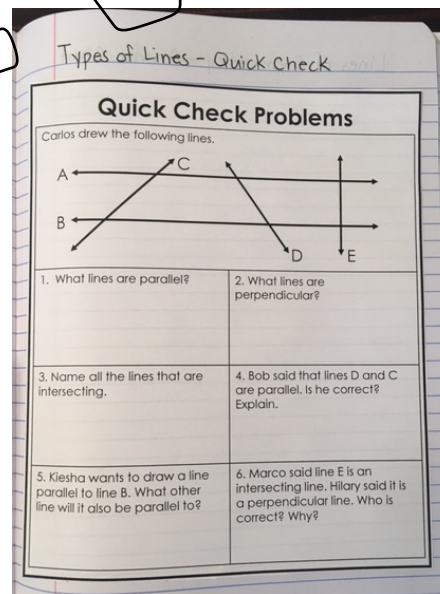 Types of Lines - Quick Check
Quick Check Problems
Carlos drew the following lines.
A
C
B
D
E
1. What lines are parallel?
2. What lines are
perpendicular?
3. Name all the lines that are
intersecting.
4. Bob said that lines D and C
are parallel. Is he correct?
Explain.
5. Kiesha wants to draw a line
parallel to line B. What other
line will it also be parallel to?
6. Marco said line E is an
intersecting line. Hilary said it is
a perpendicular line. Who is
correct? Why?